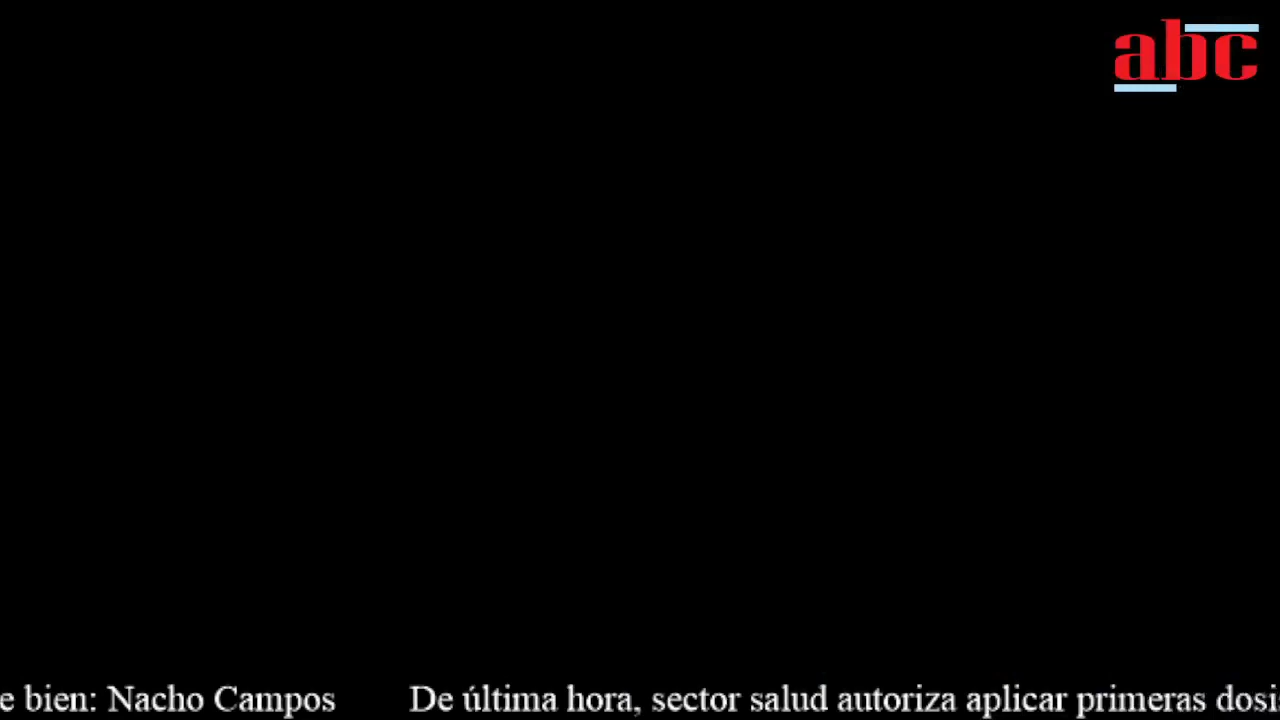 abc
e bien: Nacho Campos De última hora, sector salud autoriza aplicar primeras dosi